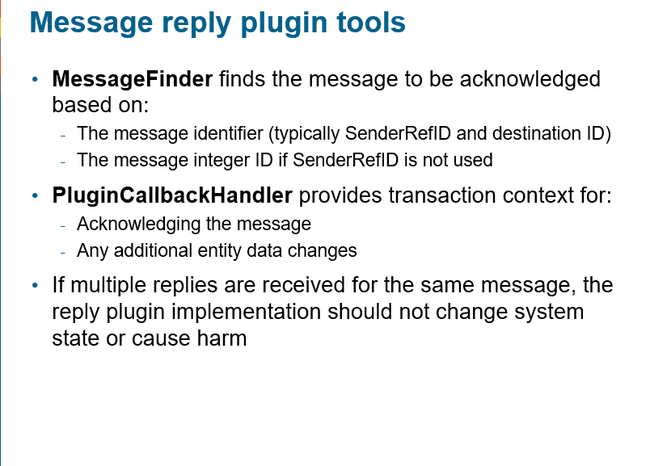 Message reply plugin tools
• MessageFinder finds the message to be acknowledged
based on:
- The message identifier (typically SenderRefID and destination ID)
- The message integer ID if SenderRefID is not used
• PluginCallbackHandler provides transaction context for:
- Acknowledging the message
- Any additional entity data changes
• If multiple replies are received for the same message, the
reply plugin implementation should not change system
state or cause harm